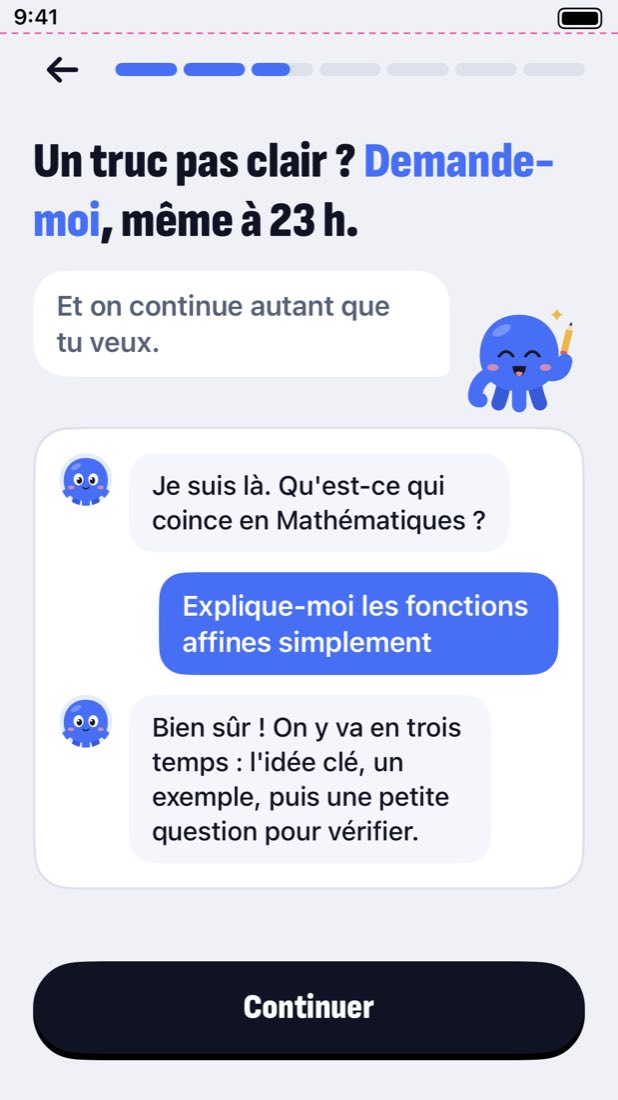 9:41
Un truc pas clair ? Demande-
moi, même à 23 h.
Et on continue autant que
tu veux.
Je suis là. Qu'est-ce qui
coince en Mathématiques ?
Explique-moi les fonctions
affines simplement
Bien sûr ! On y va en trois
temps : l'idée clé, un
exemple, puis une petite
question pour vérifier.
Continuer